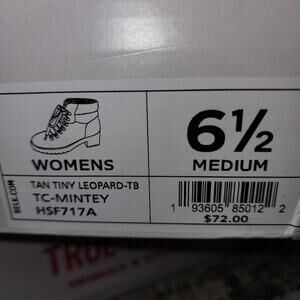 WOMENS
6½
MEDIUM
BELK.COM
TAN TINY LEOPARD-TB
TC-MINTEY
HSF717A
1 93605 85012 2
$72.00
TRUE